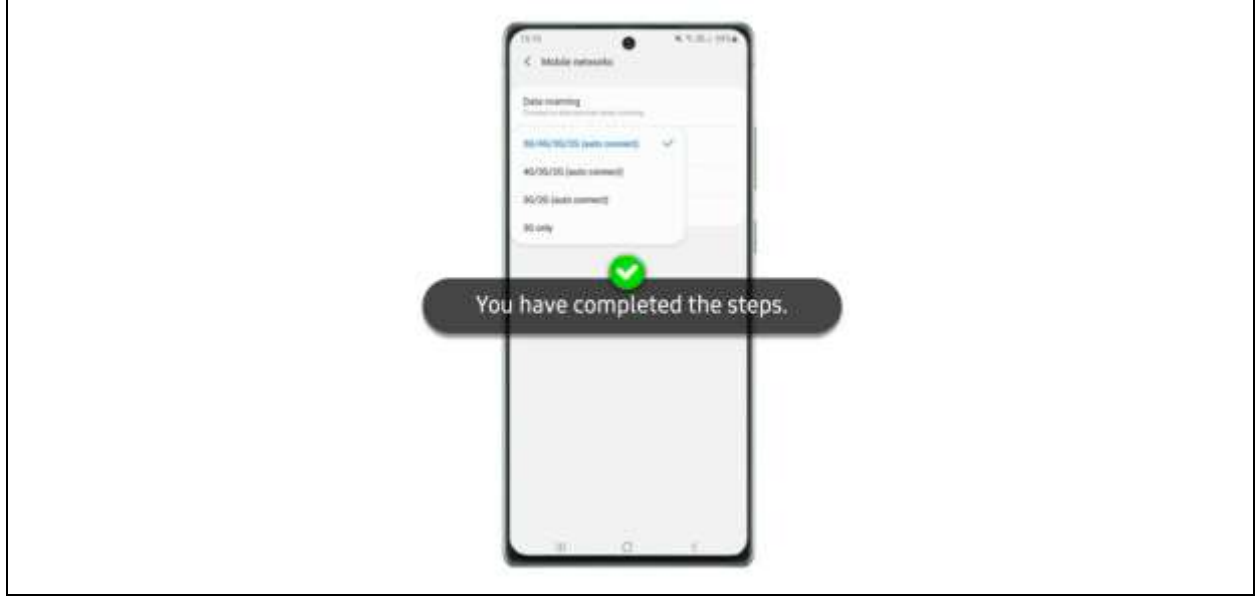 Mobile networks
Data roaming
5G/4G/3G/2G (auto connect)
4G/3G/2G (auto connect)
3G/2G (auto connect)
3G only
You have completed the steps.